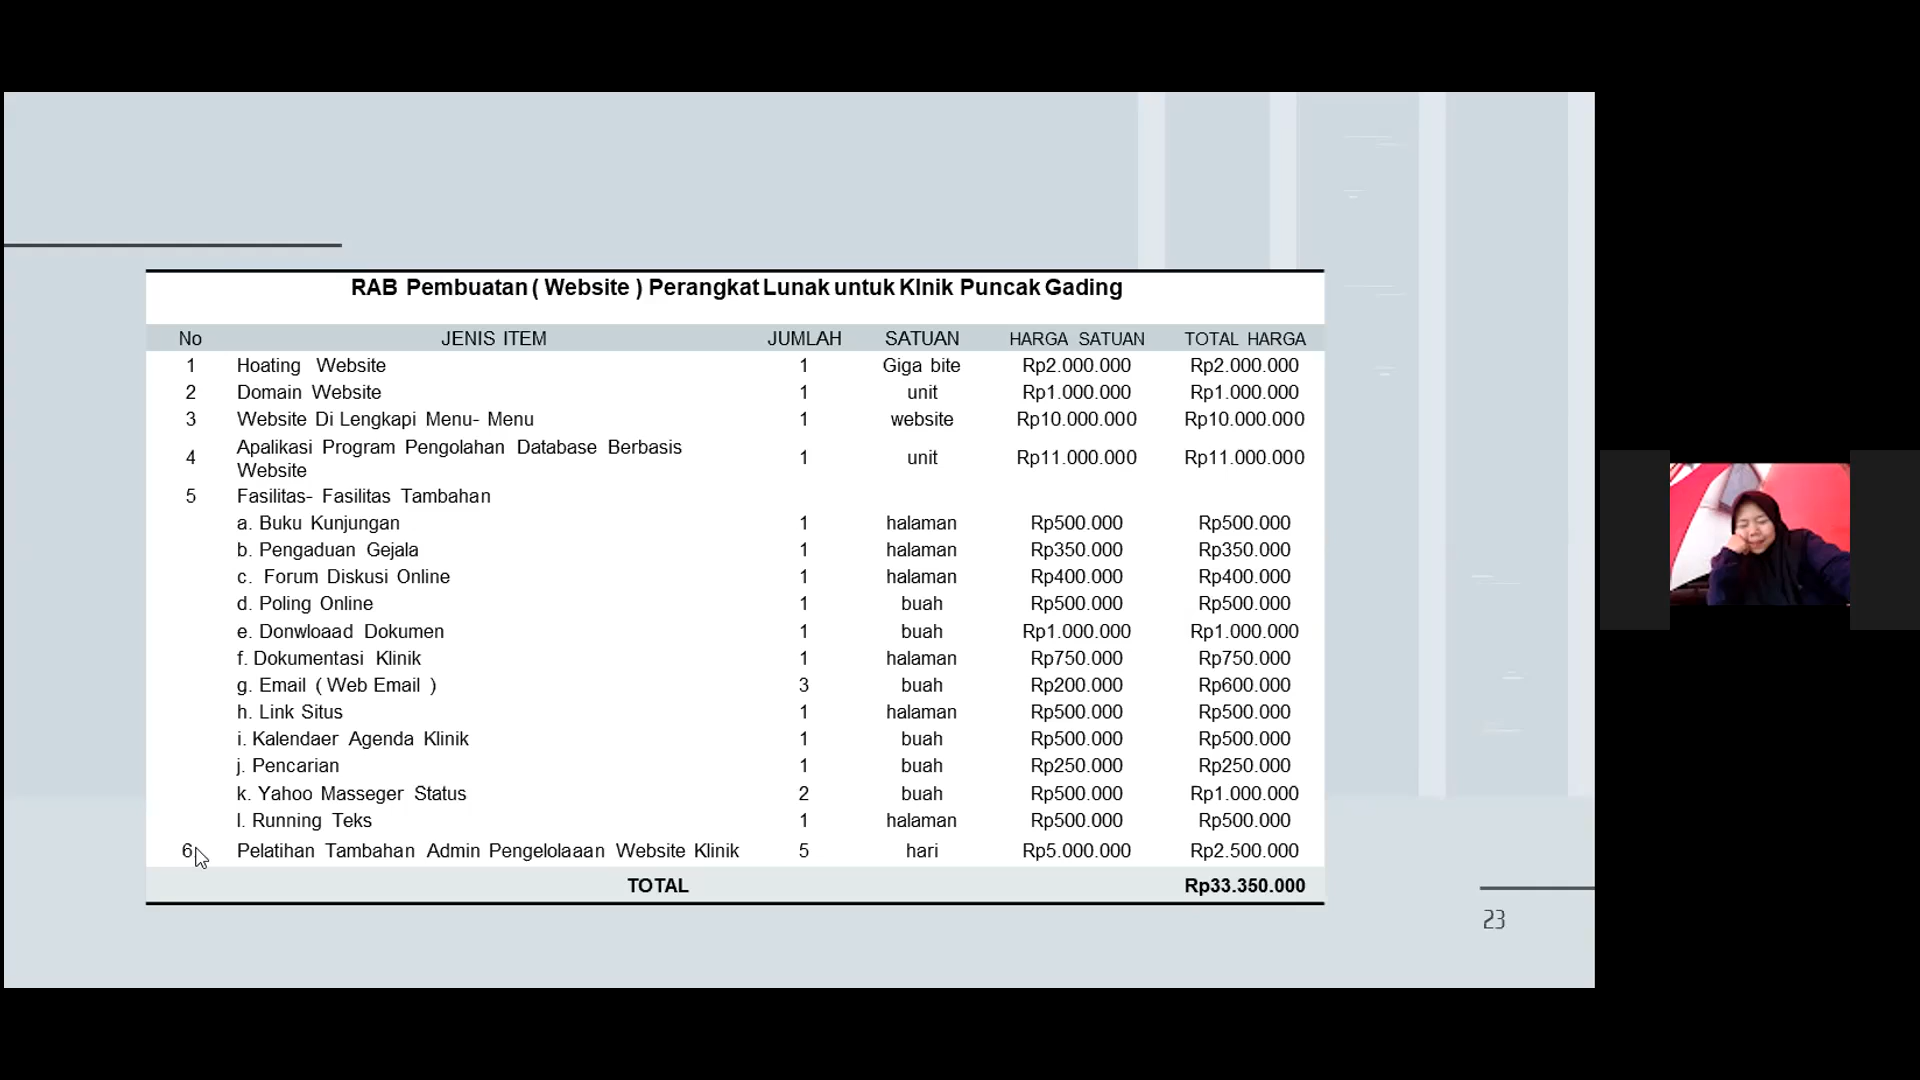 RAB Pembuatan ( Website ) Perangkat Lunak untuk KInik Puncak Gading
No JENIS ITEM JUMLAH SATUAN HARGA SATUAN TOTAL HARGA
1 Hoating Website 1 Giga bite Rp2.000.000 Rp2.000.000
2 Domain Website 1 unit Rp1.000.000 Rp1.000.000
3 Website Di Lengkapi Menu- Menu 1 website Rp10.000.000 Rp10.000.000
4 Apalikasi Program Pengolahan Database Berbasis
Website 1 unit Rp11.000.000 Rp11.000.000
5 Fasilitas- Fasilitas Tambahan
a. Buku Kunjungan 1 halaman Rp500.000 Rp500.000
b. Pengaduan Gejala 1 halaman Rp350.000 Rp350.000
c. Forum Diskusi Online 1 halaman Rp400.000 Rp400.000
d. Poling Online 1 buah Rp500.000 Rp500.000
e. Donwloaad Dokumen 1 buah Rp1.000.000 Rp1.000.000
f. Dokumentasi Klinik 1 halaman Rp750.000 Rp750.000
g. Email ( Web Email ) 3 buah Rp200.000 Rp600.000
h. Link Situs 1 halaman Rp500.000 Rp500.000
i. Kalendaer Agenda Klinik 1 buah Rp500.000 Rp500.000
j. Pencarian 1 buah Rp250.000 Rp250.000
k. Yahoo Masseger Status 2 buah Rp500.000 Rp1.000.000
l. Running Teks 1 halaman Rp500.000 Rp500.000
6 Pelatihan Tambahan Admin Pengelolaaan Website Klinik 5 hari Rp5.000.000 Rp2.500.000
TOTAL Rp33.350.000
23